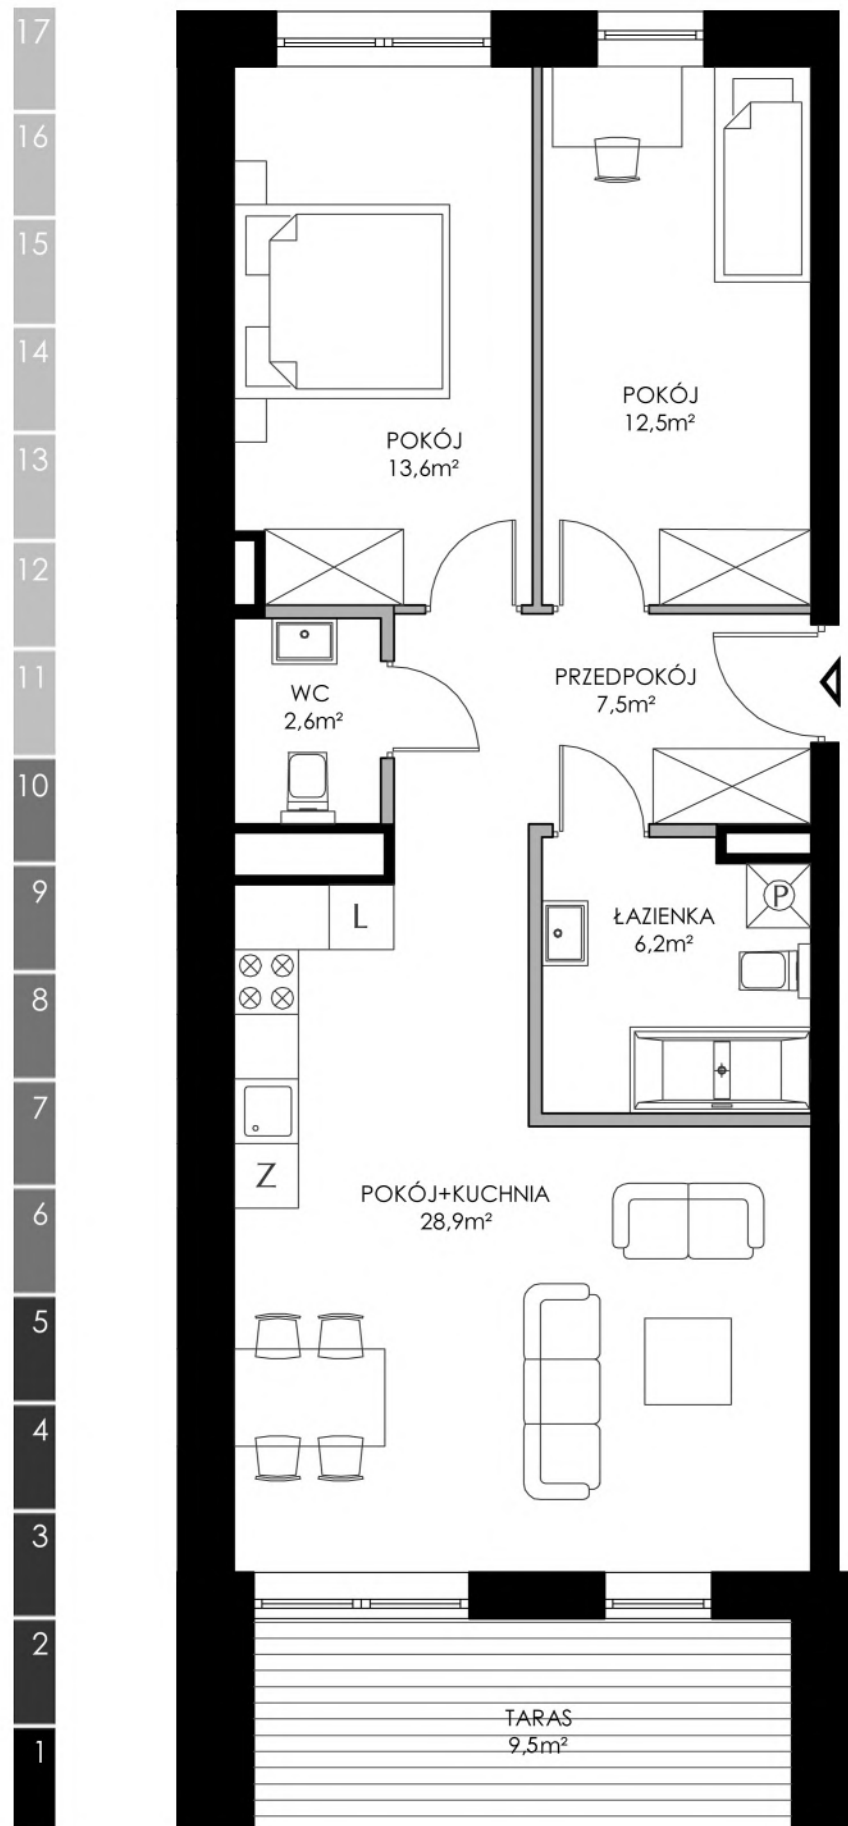 17
16
15
14
13
12
11
10
9
8
7
6
5
4
3
2
1
POKÓJ
12,5m²
POKÓJ
13,6m²
PRZEDPOKÓJ
7,5m²
WC
2,6m²
P
L
ŁAZIENKA
6,2m²
Z
POKÓJ+KUCHNIA
28,9m²
TARAS
9,5m²